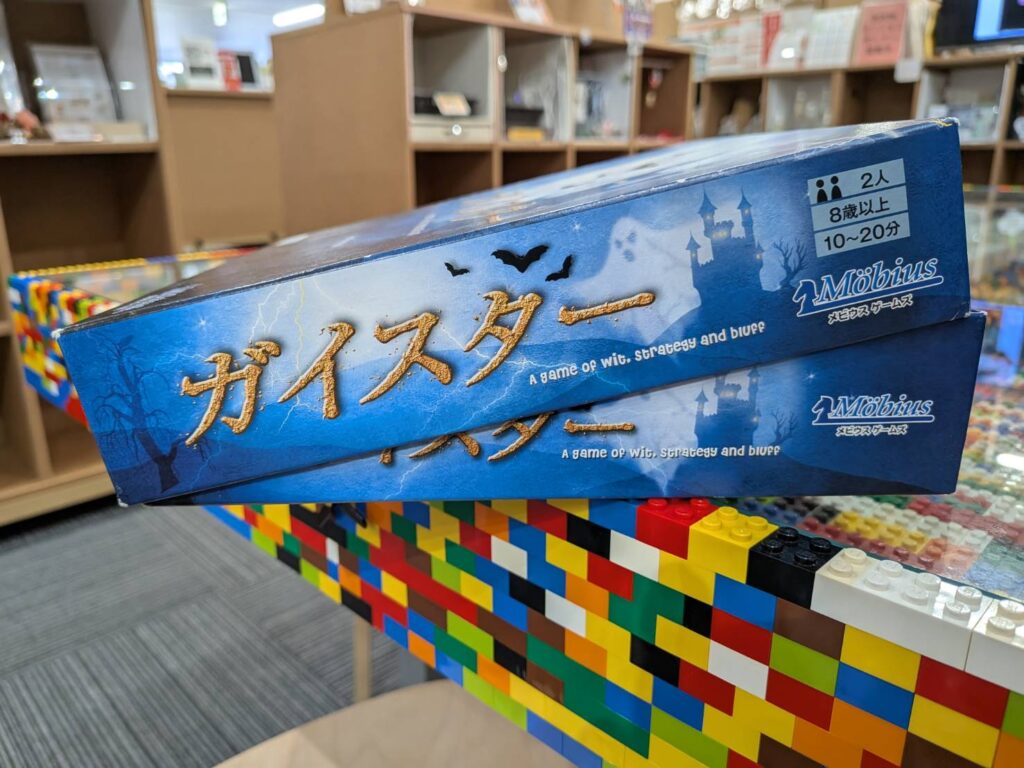 2人
8歳以上
10～20分
Möbius
メビウス ゲームズ
ガイスター
A game of wit, strategy and bluff
スター
Möbius
メビウス ゲームズ
A game of wit, strategy and bluff